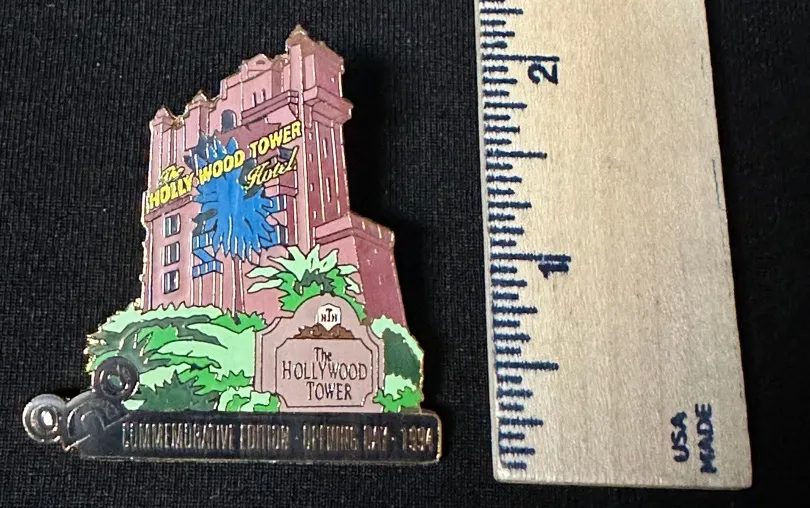 The
HOLLYWOOD TOWER
Hotel
HTH
The
HOLLYWOOD
TOWER
COMMEMORATIVE EDITION · OPENING DAY · 1994
2
1
USA
MADE